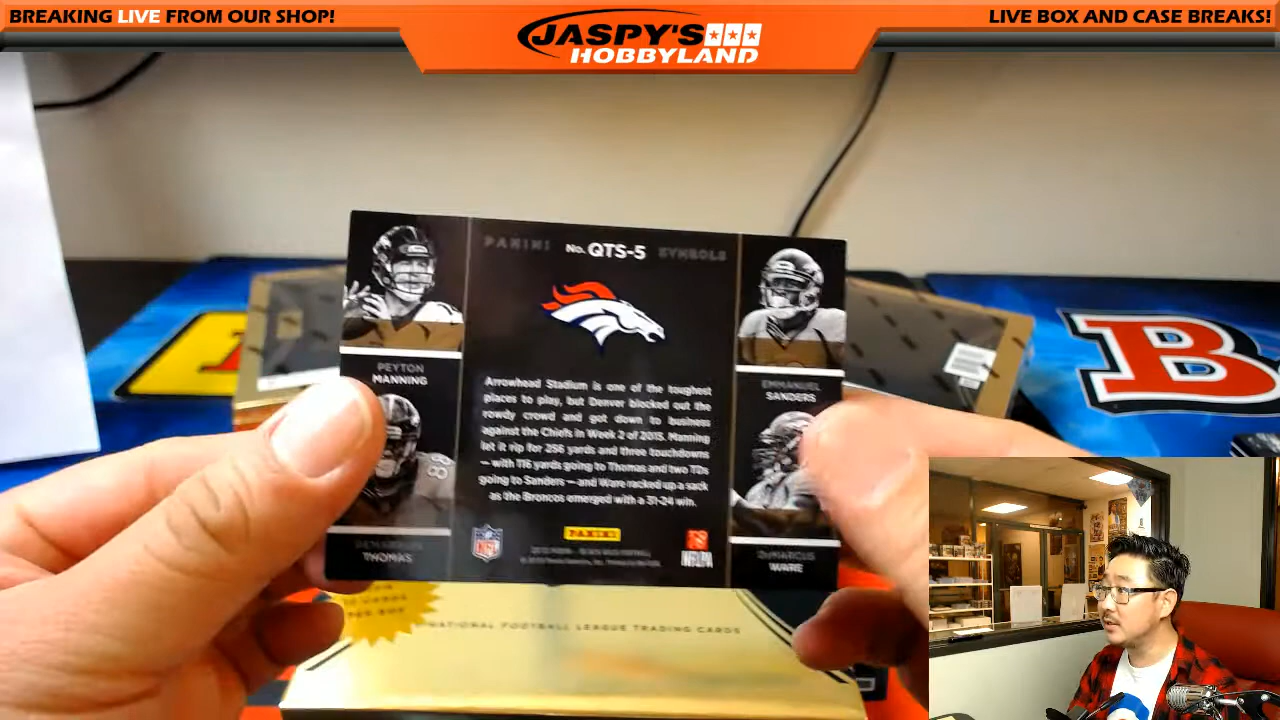 BREAKING LIVE FROM OUR SHOP!
JASPY'S
HOBBYLAND
LIVE BOX AND CASE BREAKS!
PANINI No. QTS-5 SYMBOLS
PEYTON
MANNING
EMMANUEL
SANDERS
Arrowhead Stadium is one of the toughest
places to play, but Denver blocked out the
rowdy crowd and got down to business
against the Chiefs in Week 2 of 2015. Manning
let it rip for 256 yards and three touchdowns
— with 116 yards going to Thomas and two TDs
going to Sanders — and Ware racked up a sack
as the Broncos emerged with a 31-24 win.
THOMAS
DeMARCUS
WARE
NFL
PANINI
NFLPA
PER BOX
NATIONAL FOOTBALL LEAGUE TRADING CARDS
B